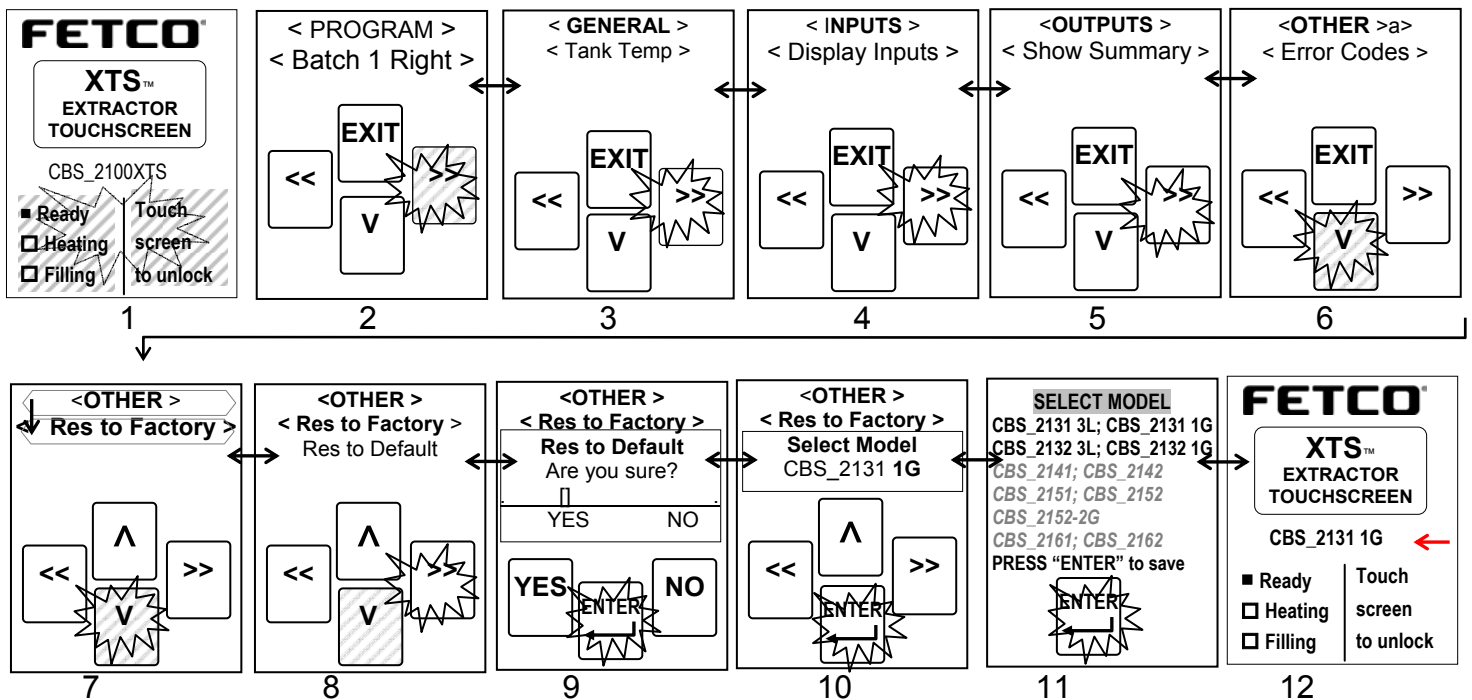 FETCO®
XTS™
EXTRACTOR
TOUCHSCREEN
CBS_2100XTS
■ Ready
☐ Heating
☐ Filling
Touch
screen
to unlock
1
< PROGRAM >
< Batch 1 Right >
EXIT
<<
>>
V
2
< GENERAL >
< Tank Temp >
EXIT
<<
>>
V
3
< INPUTS >
< Display Inputs >
EXIT
<<
>>
V
4
<OUTPUTS >
< Show Summary >
EXIT
<<
>>
V
5
<OTHER >a>
< Error Codes >
EXIT
<<
>>
V
6
<OTHER >
< Res to Factory >
Λ
<<
>>
V
7
<OTHER >
< Res to Factory >
Res to Default
Λ
<<
>>
V
8
<OTHER >
< Res to Factory >
Res to Default
Are you sure?
YES NO
YES
ENTER
NO
9
<OTHER >
< Res to Factory >
Select Model
CBS_2131 1G
Λ
<<
>>
ENTER
10
SELECT MODEL
CBS_2131 3L; CBS_2131 1G
CBS_2132 3L; CBS_2132 1G
CBS_2141; CBS_2142
CBS_2151; CBS_2152
CBS_2152-2G
CBS_2161; CBS_2162
PRESS “ENTER” to save
ENTER
11
FETCO®
XTS™
EXTRACTOR
TOUCHSCREEN
CBS_2131 1G
■ Ready
☐ Heating
☐ Filling
Touch
screen
to unlock
12